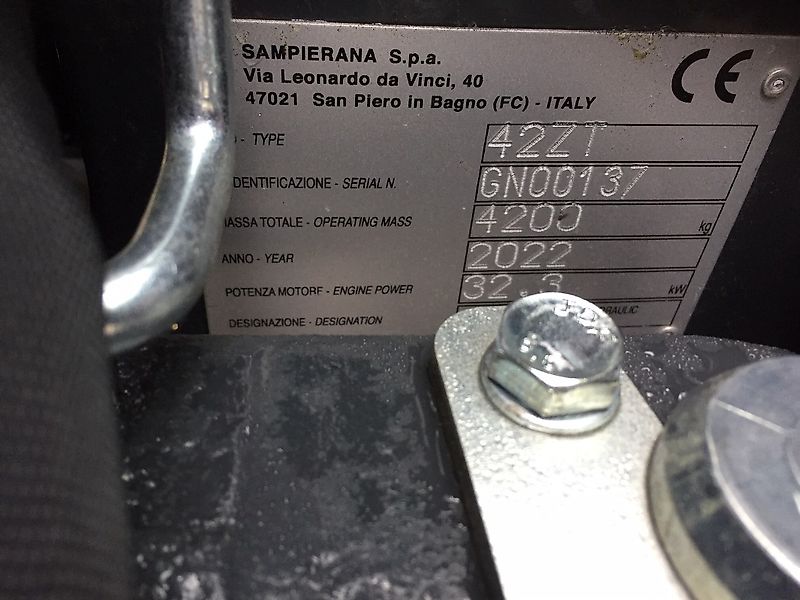 SAMPIERANA S.p.a.
Via Leonardo da Vinci, 40
47021 San Piero in Bagno (FC) - ITALY
CE
- TYPE 42ZT
DENTIFICAZIONE - SERIAL N. GN00137
MASSA TOTALE - OPERATING MASS 4200 kg
ANNO - YEAR 2022
POTENZA MOTORE - ENGINE POWER 32.3 kW
DESIGNAZIONE - DESIGNATION RAULIC